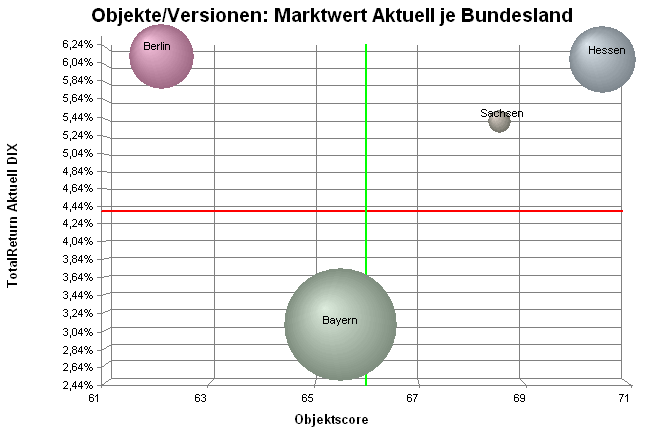 Objekte/Versionen: Marktwert Aktuell je Bundesland
TotalReturn Aktuell DIX
6,24%
6,04%
5,84%
5,64%
5,44%
5,24%
5,04%
4,84%
4,64%
4,44%
4,24%
4,04%
3,84%
3,64%
3,44%
3,24%
3,04%
2,84%
2,64%
2,44%
Berlin
Hessen
Sachsen
Bayern
61 63 65 67 69 71
Objektscore